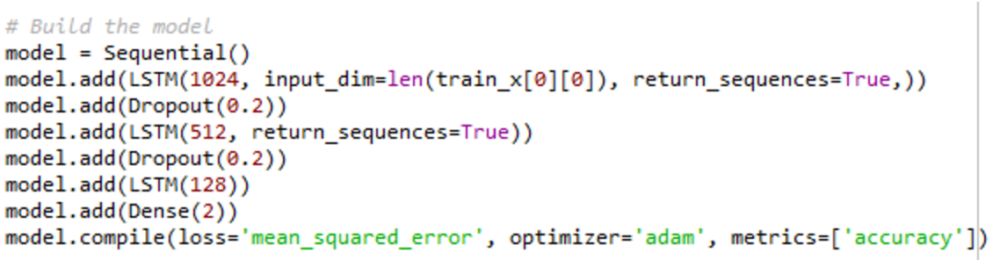 # Build the model
model = Sequential()
model.add(LSTM(1024, input_dim=len(train_x[0][0]), return_sequences=True,))
model.add(Dropout(0.2))
model.add(LSTM(512, return_sequences=True))
model.add(Dropout(0.2))
model.add(LSTM(128))
model.add(Dense(2))
model.compile(loss='mean_squared_error', optimizer='adam', metrics=['accuracy'])